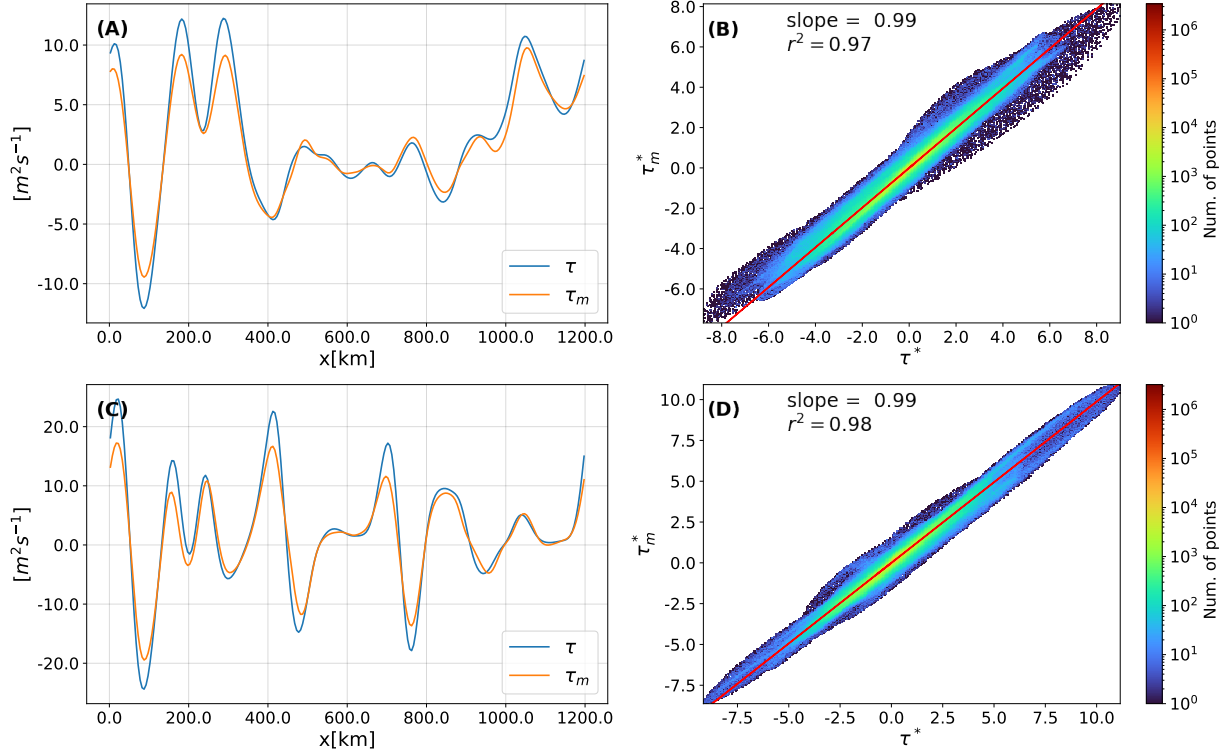 (A)
10.0
5.0
0.0
-5.0
-10.0
[m²s⁻¹]
τ
τₘ
0.0 200.0 400.0 600.0 800.0 1000.0 1200.0
x[km]
(B)
slope = 0.99
r² = 0.97
8.0
6.0
4.0
2.0
0.0
-2.0
-4.0
-6.0
τ*ₘ
-8.0 -6.0 -4.0 -2.0 0.0 2.0 4.0 6.0 8.0
τ*
10⁶
10⁵
10⁴
10³
10²
10¹
10⁰
Num. of points
(C)
20.0
10.0
0.0
-10.0
-20.0
[m²s⁻¹]
τ
τₘ
0.0 200.0 400.0 600.0 800.0 1000.0 1200.0
x[km]
(D)
slope = 0.99
r² = 0.98
10.0
7.5
5.0
2.5
0.0
-2.5
-5.0
-7.5
τ*ₘ
-7.5 -5.0 -2.5 0.0 2.5 5.0 7.5 10.0
τ*
10⁶
10⁵
10⁴
10³
10²
10¹
10⁰
Num. of points